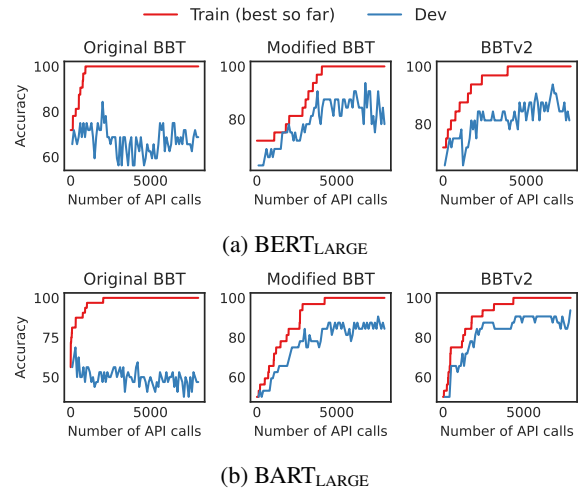 Train (best so far) Dev
Original BBT Modified BBT BBTv2
100
80
60
Accuracy
0 5000
Number of API calls
100
80
0 5000
Number of API calls
100
80
0 5000
Number of API calls
(a) BERTLARGE
Original BBT Modified BBT BBTv2
100
75
50
Accuracy
0 5000
Number of API calls
100
80
60
0 5000
Number of API calls
100
80
60
0 5000
Number of API calls
(b) BARTLARGE